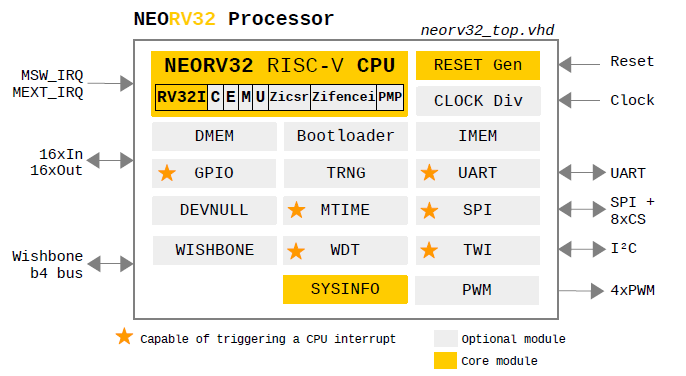 NEORV32 Processor
neorv32_top.vhd
NEORV32 RISC-V CPU
RV32I C E M U Zicsr Zifencei PMP
RESET Gen
CLOCK Div
DMEM Bootloader IMEM
GPIO TRNG UART
DEVNULL MTIME SPI
WISHBONE WDT TWI
SYSINFO PWM
MSW_IRQ
MEXT_IRQ
16xIn
16xOut
Wishbone
b4 bus
Reset
Clock
UART
SPI +
8xCS
I²C
4xPWM
Capable of triggering a CPU interrupt
Optional module
Core module